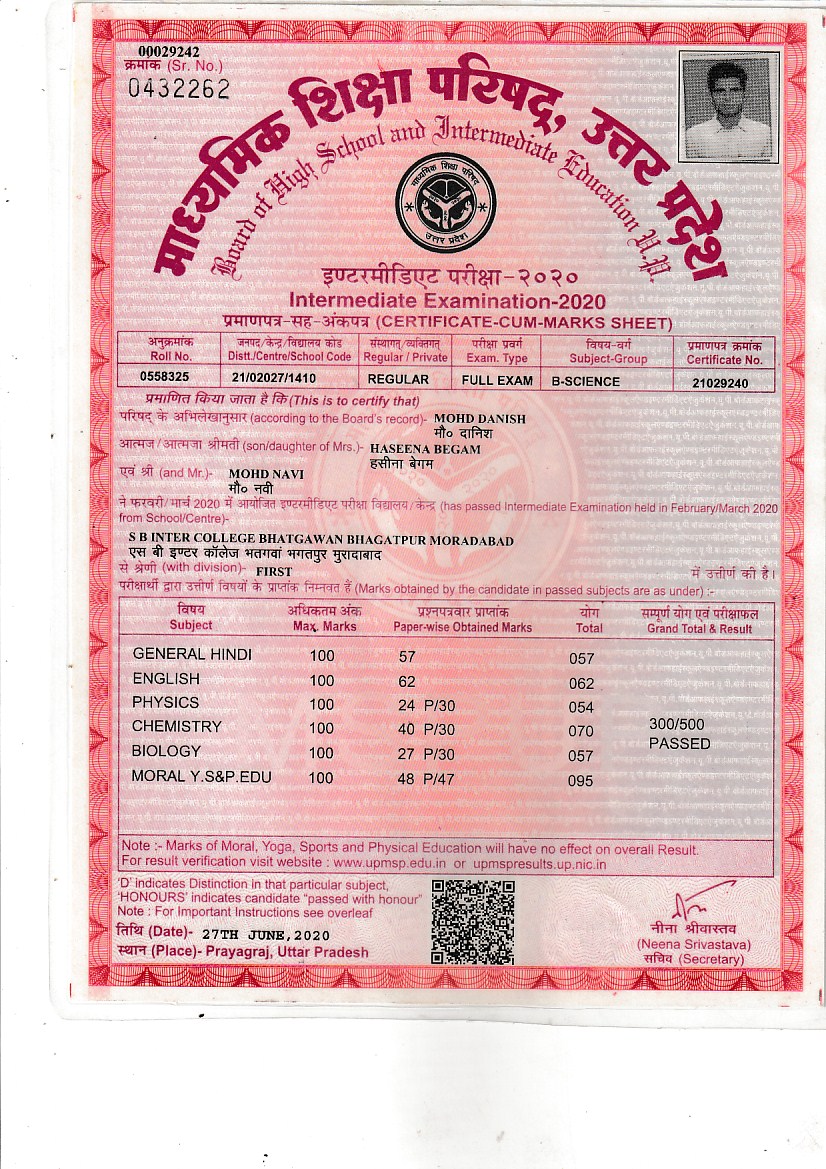 00029242
क्रमांक (Sr. No.)
0432262
माध्यमिक शिक्षा परिषद्, उत्तर प्रदेश
Board of High School and Intermediate Education U.P.
माध्यमिक शिक्षा परिषद
उत्तर प्रदेश
इण्टरमीडिएट परीक्षा-२०२०
Intermediate Examination-2020
प्रमाणपत्र-सह-अंकपत्र (CERTIFICATE-CUM-MARKS SHEET)
अनुक्रमांक जनपद/केन्द्र/विद्यालय कोड संस्थागत/व्यक्तिगत परीक्षा प्रवर्ग विषय-वर्ग प्रमाणपत्र क्रमांक
Roll No. Distt./Centre/School Code Regular / Private Exam. Type Subject-Group Certificate No.
0558325 21/02027/1410 REGULAR FULL EXAM B-SCIENCE 21029240
प्रमाणित किया जाता है कि (This is to certify that)
परिषद् के अभिलेखानुसार (according to the Board's record)- MOHD DANISH
मौ० दानिश
आत्मज/आत्मजा श्रीमती (son/daughter of Mrs.)- HASEENA BEGAM
हसीना बेगम
एवं श्री (and Mr.)- MOHD NAVI
मौ० नवी
ने फरवरी/मार्च 2020 में आयोजित इण्टरमीडिएट परीक्षा विद्यालय/केन्द्र (has passed Intermediate Examination held in February/March 2020
from School/Centre)-
S B INTER COLLEGE BHATGAWAN BHAGATPUR MORADABAD
एस बी इण्टर कॉलेज भतगवां भगतपुर मुरादाबाद
से श्रेणी (with division)- FIRST में उत्तीर्ण की है।
परीक्षार्थी द्वारा उत्तीर्ण विषयों के प्राप्तांक निम्नवत हैं (Marks obtained by the candidate in passed subjects are as under) :-
विषय अधिकतम अंक प्रश्नपत्रवार प्राप्तांक योग सम्पूर्ण योग एवं परीक्षाफल
Subject Max. Marks Paper-wise Obtained Marks Total Grand Total & Result
GENERAL HINDI 100 57 057
ENGLISH 100 62 062
PHYSICS 100 24 P/30 054
CHEMISTRY 100 40 P/30 070 300/500
BIOLOGY 100 27 P/30 057 PASSED
MORAL Y.S&P.EDU 100 48 P/47 095
Note :- Marks of Moral, Yoga, Sports and Physical Education will have no effect on overall Result.
For result verification visit website : www.upmsp.edu.in or upmspresults.up.nic.in
'D' indicates Distinction in that particular subject,
'HONOURS' indicates candidate "passed with honour"
Note : For Important Instructions see overleaf
तिथि (Date)- 27TH JUNE,2020
स्थान (Place)- Prayagraj, Uttar Pradesh
नीना श्रीवास्तव
(Neena Srivastava)
सचिव (Secretary)